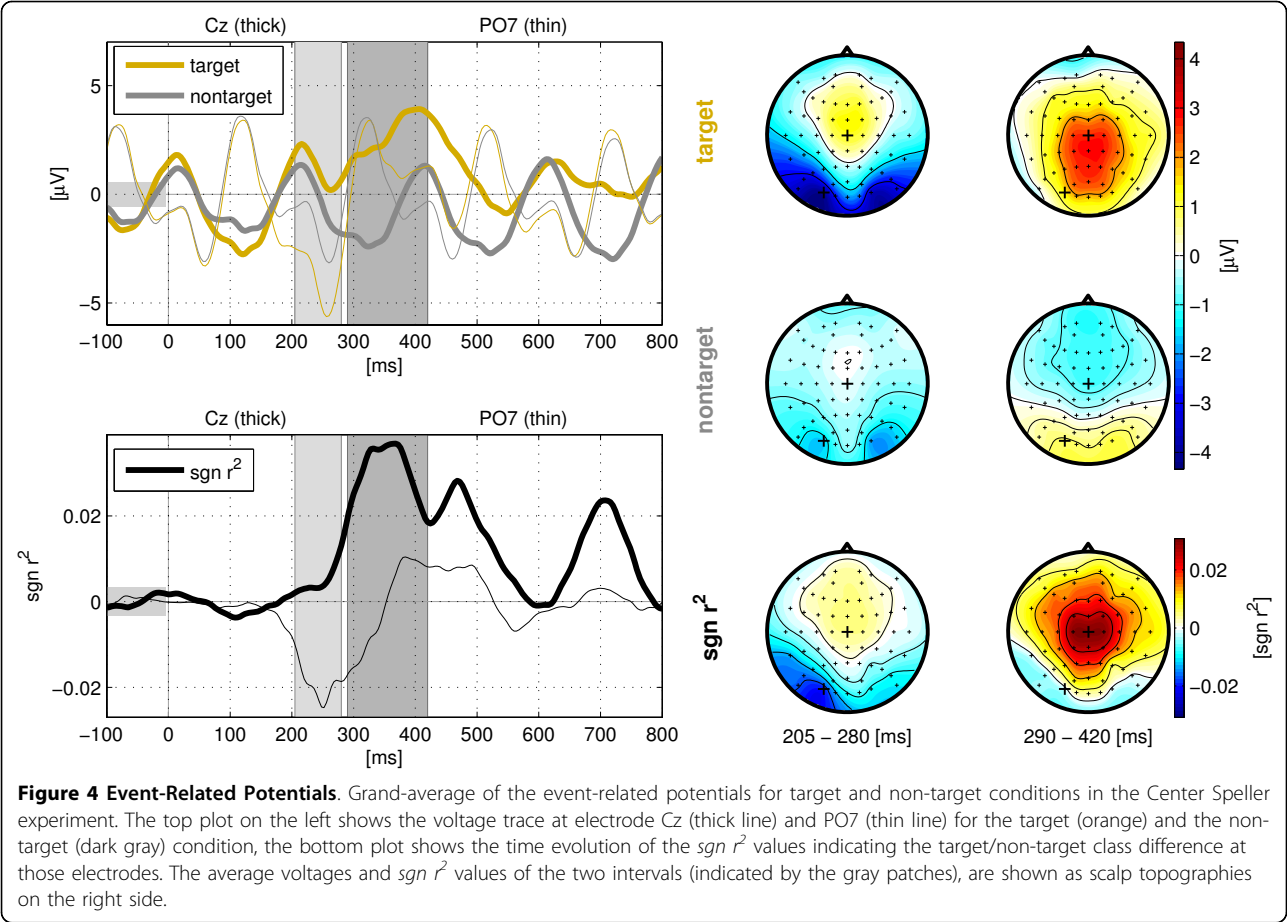 Cz (thick) PO7 (thin)
target
nontarget
5
0
−5
[μV]
−100 0 100 200 300 400 500 600 700 800
[ms]
Cz (thick) PO7 (thin)
sgn r²
0.02
0
−0.02
sgn r²
−100 0 100 200 300 400 500 600 700 800
[ms]
target
nontarget
sgn r²
4
3
2
1
0
−1
−2
−3
−4
[μV]
0.02
0
−0.02
[sgn r²]
205 − 280 [ms] 290 − 420 [ms]
Figure 4 Event-Related Potentials. Grand-average of the event-related potentials for target and non-target conditions in the Center Speller
experiment. The top plot on the left shows the voltage trace at electrode Cz (thick line) and PO7 (thin line) for the target (orange) and the non-
target (dark gray) condition, the bottom plot shows the time evolution of the sgn r² values indicating the target/non-target class difference at
those electrodes. The average voltages and sgn r² values of the two intervals (indicated by the gray patches), are shown as scalp topographies
on the right side.